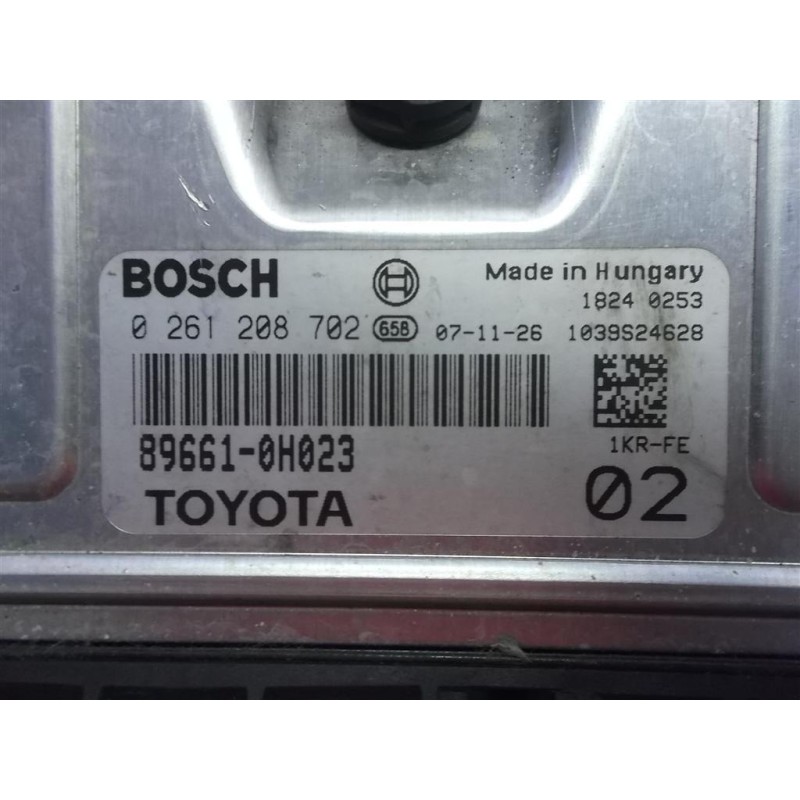 BOSCH
Made in Hungary
1824 0253
0 261 208 702 658 07-11-26 1039S24628
89661-0H023
1KR-FE
TOYOTA
02